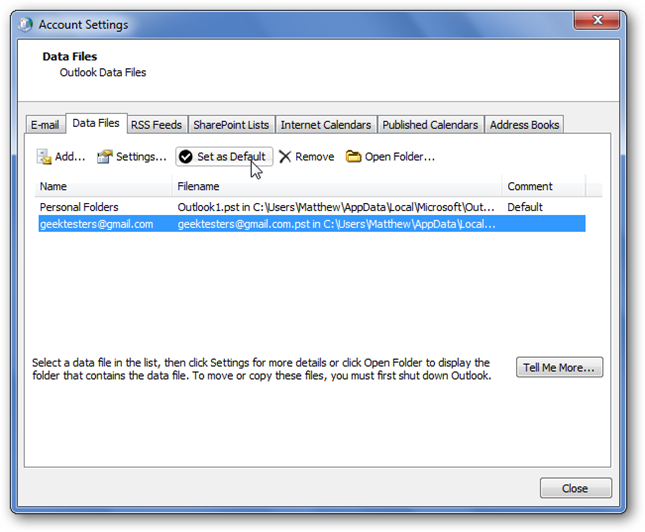 Account Settings
Data Files
Outlook Data Files
E-mail Data Files RSS Feeds SharePoint Lists Internet Calendars Published Calendars Address Books
Add... Settings... Set as Default Remove Open Folder...
Name Filename Comment
Personal Folders Outlook1.pst in C:\Users\Matthew\AppData\Local\Microsoft\Out... Default
geektesters@gmail.com geektesters@gmail.com.pst in C:\Users\Matthew\AppData\Local...
Select a data file in the list, then click Settings for more details or click Open Folder to display the
folder that contains the data file. To move or copy these files, you must first shut down Outlook.
Tell Me More...
Close